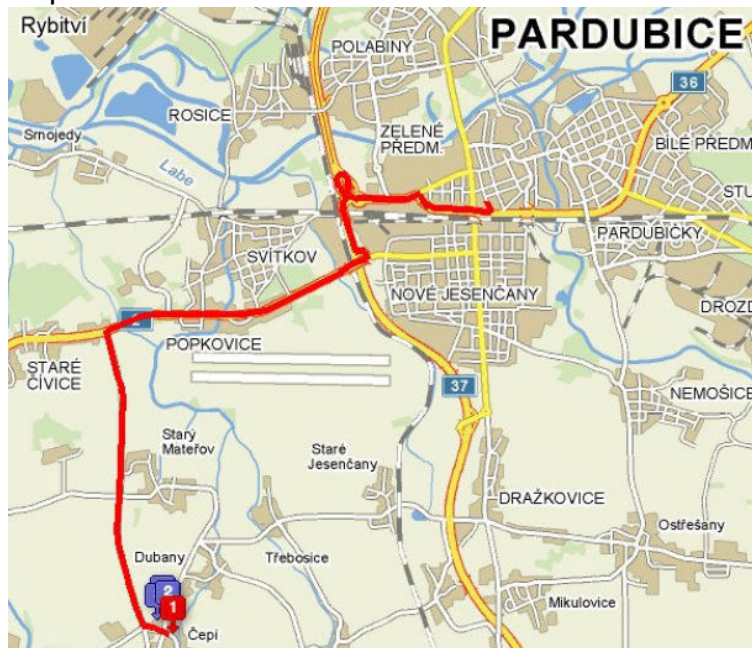 Rybitví
PARDUBICE
POLABINY
36
ROSICE
ZELENÉ
PŘEDM.
BÍLÉ PŘEDM
Srnojedy
Labe
STU
PARDUBIČKY
SVÍTKOV
NOVÉ JESENČANY
DROZD
POPKOVICE
STARÉ
ČÍVICE
37
NEMOŠICE
Starý
Mateřov
Staré
Jesenčany
DRAŽKOVICE
Ostřešany
Dubany
Třebosice
2
1
Mikulovice
Čepí